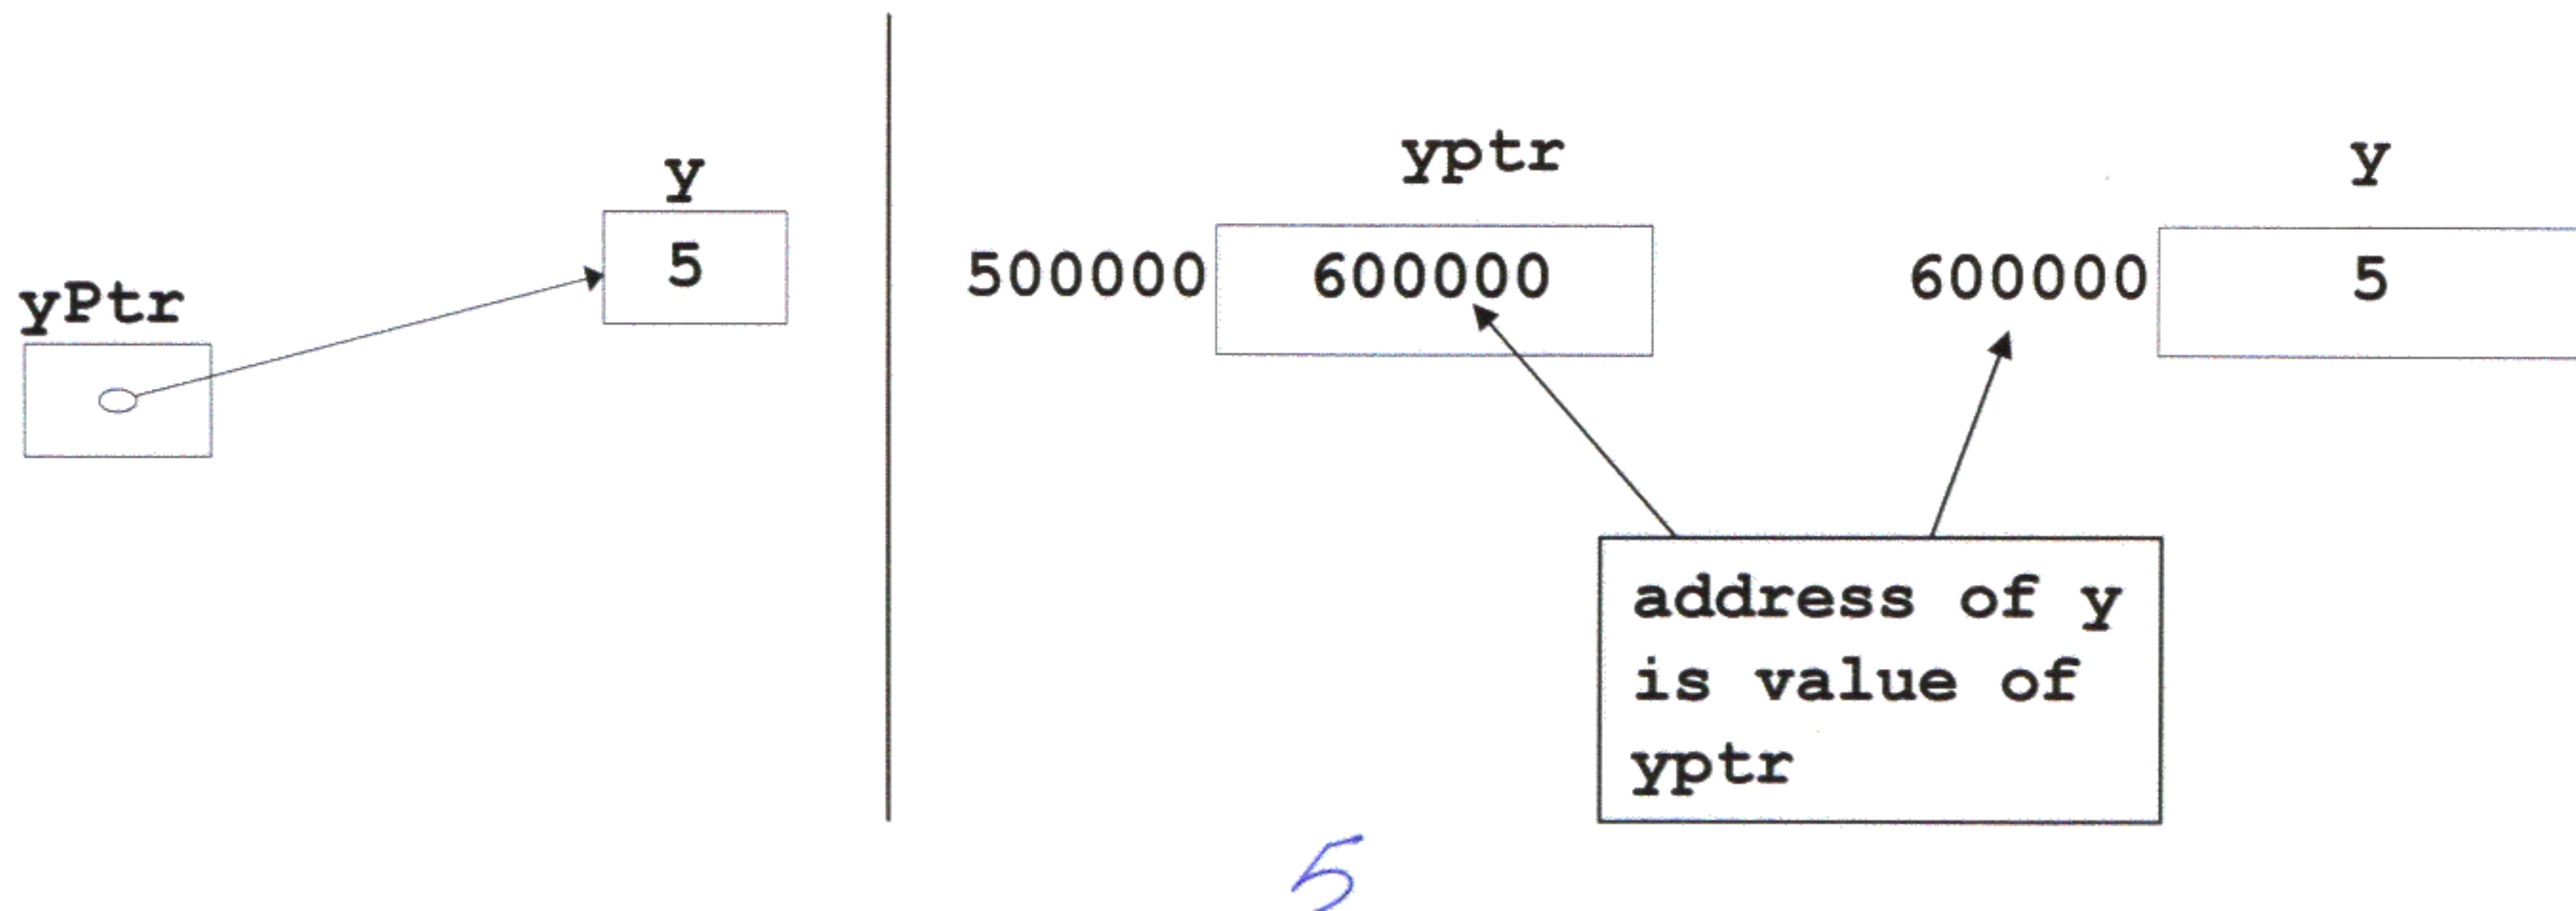 y
5
yPtr
yptr
y
500000 600000
600000 5
address of y
is value of
yptr
5